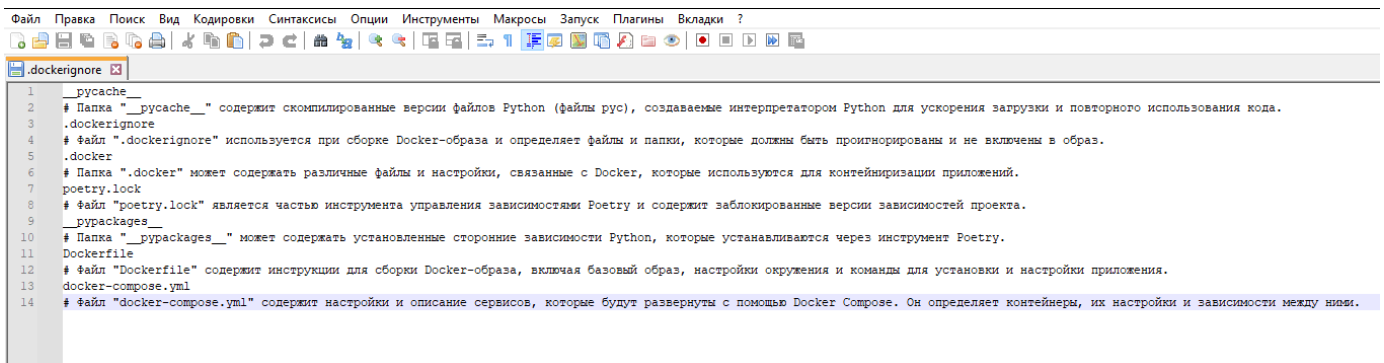 Файл Правка Поиск Вид Кодировки Синтаксисы Опции Инструменты Макросы Запуск Плагины Вкладки ?
.dockerignore
1 __pycache__
2 # Папка "__pycache__" содержит скомпилированные версии файлов Python (файлы pyc), создаваемые интерпретатором Python для ускорения загрузки и повторного использования кода.
3 .dockerignore
4 # Файл ".dockerignore" используется при сборке Docker-образа и определяет файлы и папки, которые должны быть проигнорированы и не включены в образ.
5 .docker
6 # Папка ".docker" может содержать различные файлы и настройки, связанные с Docker, которые используются для контейниризации приложений.
7 poetry.lock
8 # Файл "poetry.lock" является частью инструмента управления зависимостями Poetry и содержит заблокированные версии зависимостей проекта.
9 __pypackages__
10 # Папка "__pypackages__" может содержать установленные сторонние зависимости Python, которые устанавливаются через инструмент Poetry.
11 Dockerfile
12 # Файл "Dockerfile" содержит инструкции для сборки Docker-образа, включая базовый образ, настройки окружения и команды для установки и настройки приложения.
13 docker-compose.yml
14 # Файл "docker-compose.yml" содержит настройки и описание сервисов, которые будут развернуты с помощью Docker Compose. Он определяет контейнеры, их настройки и зависимости между ними.